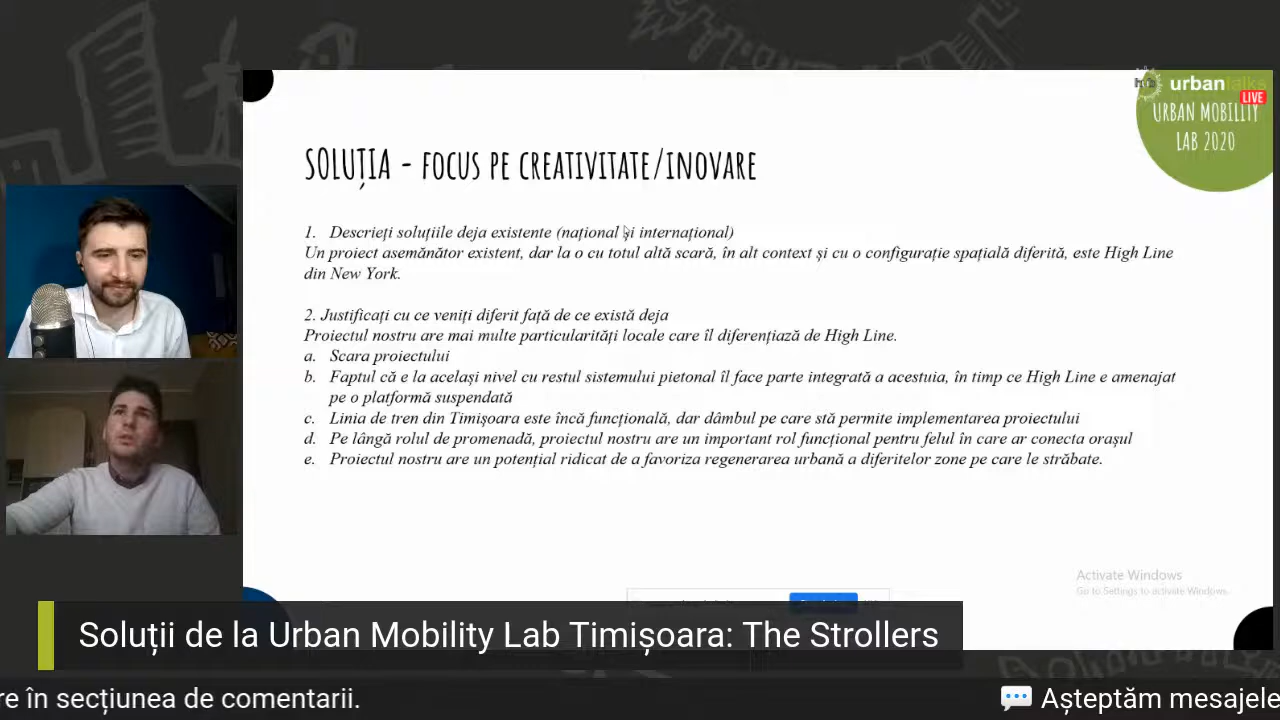 hub urbantalks
LIVE
URBAN MOBILITY
LAB 2020
SOLUȚIA - FOCUS PE CREATIVITATE/INOVARE
1. Descrieți soluțiile deja existente (național și internațional)
Un proiect asemănător existent, dar la o cu totul altă scară, în alt context și cu o configurație spațială diferită, este High Line
din New York.
2. Justificați cu ce veniți diferit față de ce există deja
Proiectul nostru are mai multe particularități locale care îl diferențiază de High Line.
a. Scara proiectului
b. Faptul că e la același nivel cu restul sistemului pietonal îl face parte integrată a acestuia, în timp ce High Line e amenajat
pe o platformă suspendată
c. Linia de tren din Timișoara este încă funcțională, dar dâmbul pe care stă permite implementarea proiectului
d. Pe lângă rolul de promenadă, proiectul nostru are un important rol funcțional pentru felul în care ar conecta orașul
e. Proiectul nostru are un potențial ridicat de a favoriza regenerarea urbană a diferitelor zone pe care le străbate.
Activate Windows
Go to Settings to activate Windows.
Soluții de la Urban Mobility Lab Timișoara: The Strollers
re în secțiunea de comentarii. 💬 Așteptăm mesajele